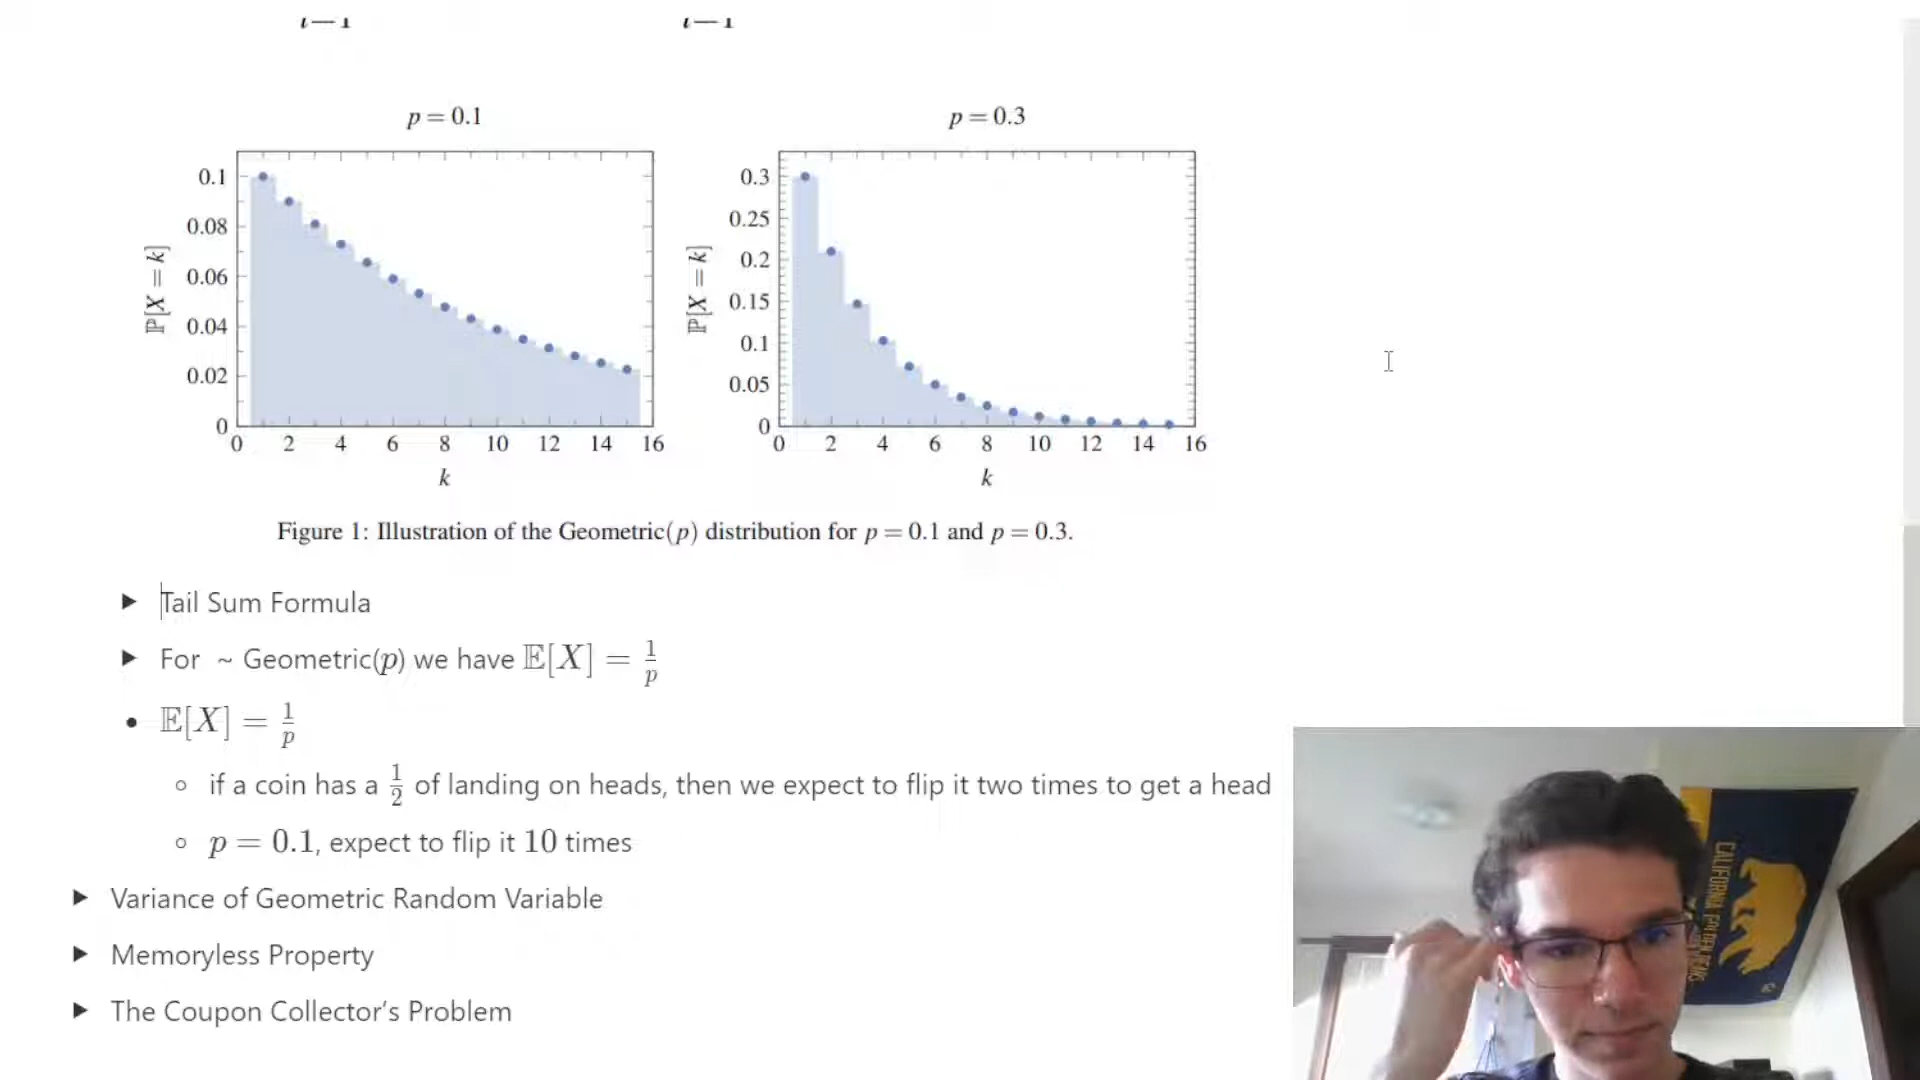 i=1 i=1
p = 0.1 p = 0.3
0.1 0.3
0.08 0.25
0.06 0.2
0.04 0.15
0.02 0.1
0 0.05
0
ℙ[X = k] ℙ[X = k]
0 2 4 6 8 10 12 14 16 0 2 4 6 8 10 12 14 16
k k
Figure 1: Illustration of the Geometric(p) distribution for p = 0.1 and p = 0.3.
Tail Sum Formula
For ~ Geometric(p) we have 𝔼[X] = 1/p
𝔼[X] = 1/p
if a coin has a 1/2 of landing on heads, then we expect to flip it two times to get a head
p = 0.1, expect to flip it 10 times
Variance of Geometric Random Variable
Memoryless Property
The Coupon Collector's Problem
CALIFORNIA GOLDEN BEARS